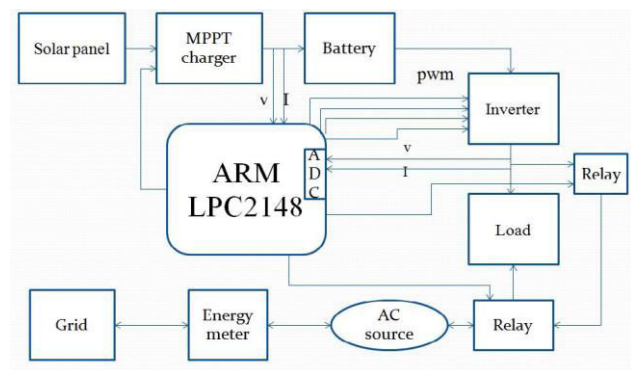 Solar panel
MPPT
charger
Battery
pwm
Inverter
v
I
ARM
LPC2148
A
D
C
v
I
Relay
Load
Grid
Energy
meter
AC
source
Relay